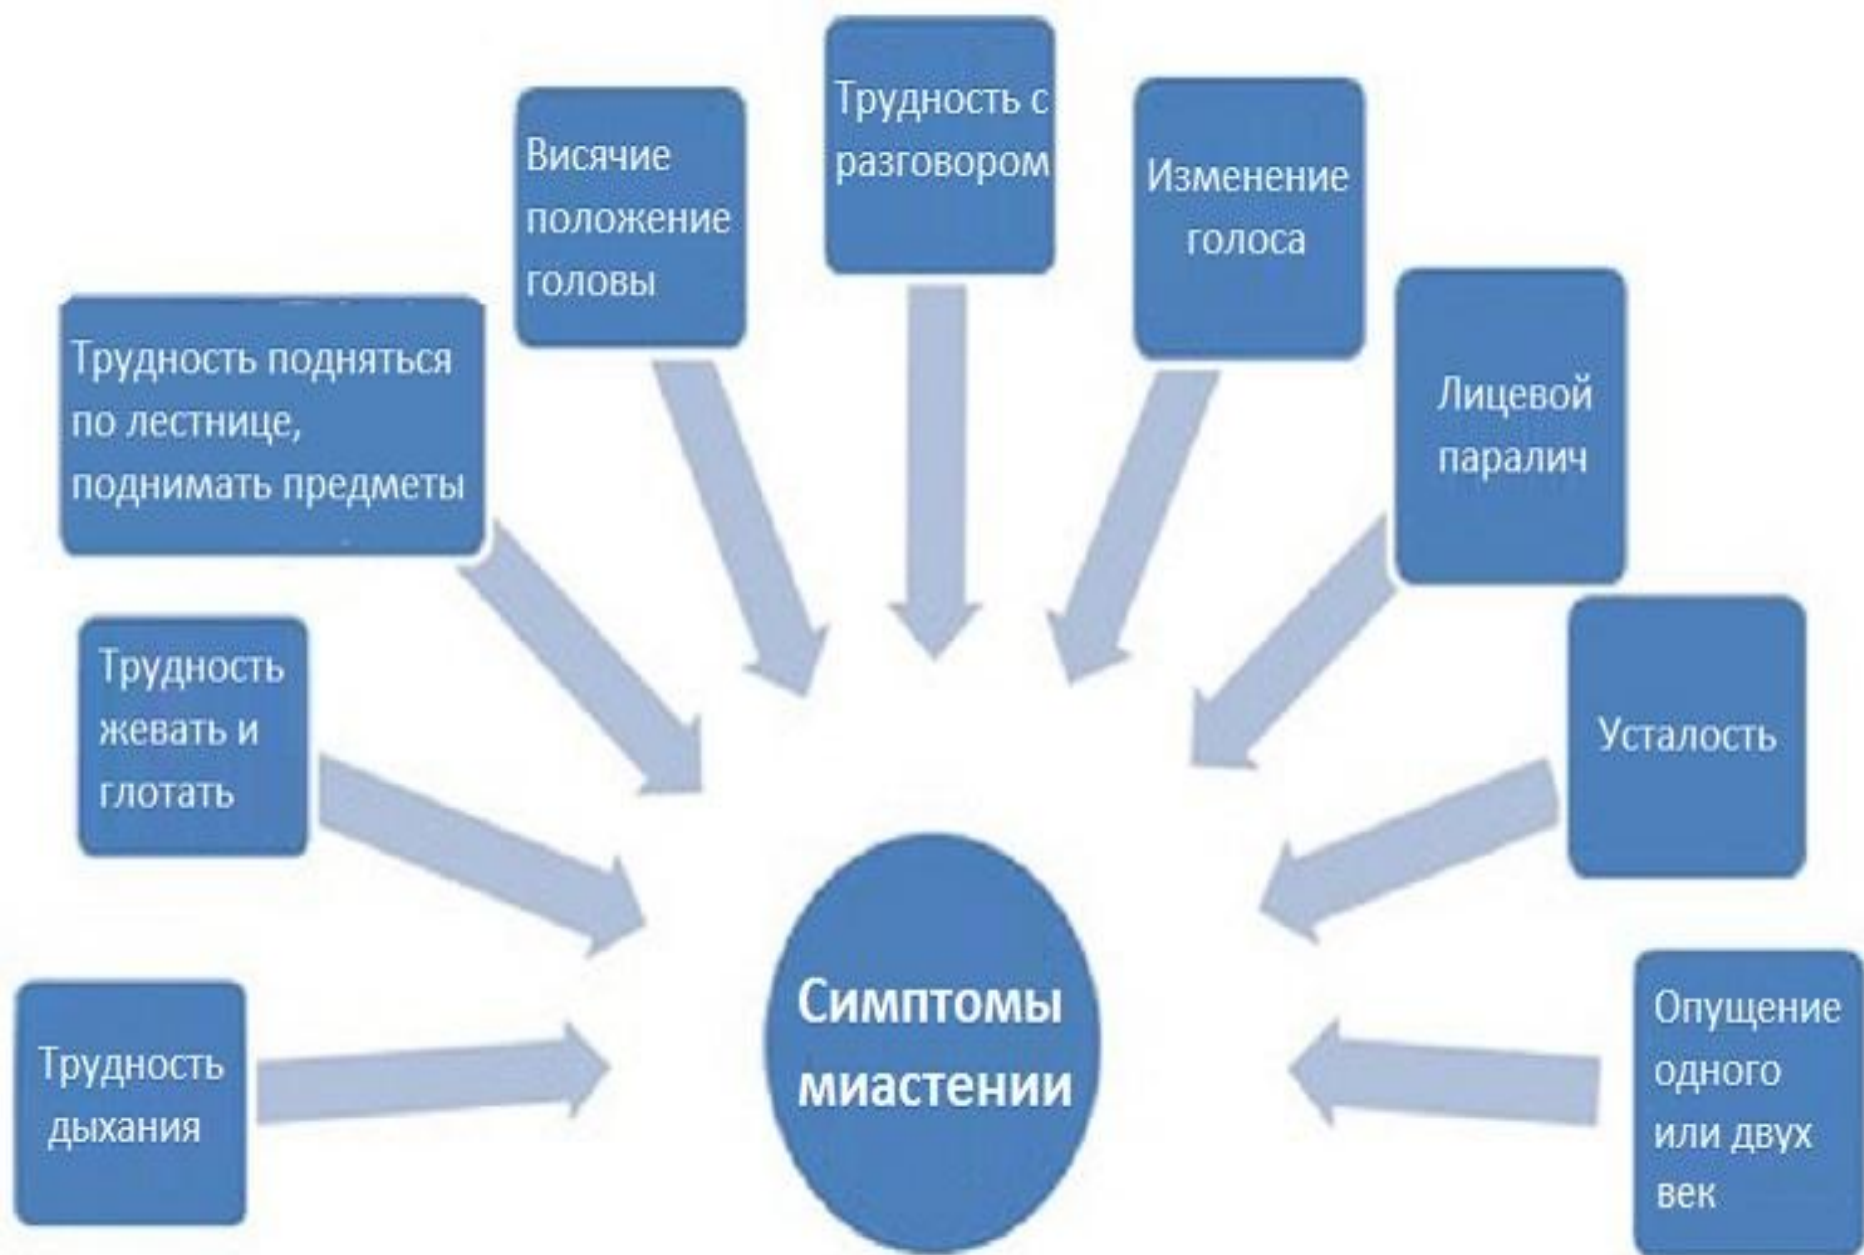 Трудность с
разговором
Висячие
положение
головы
Изменение
голоса
Трудность подняться
по лестнице,
поднимать предметы
Лицевой
паралич
Трудность
жевать и
глотать
Усталость
Трудность
дыхания
Симптомы
миастении
Опущение
одного
или двух
век